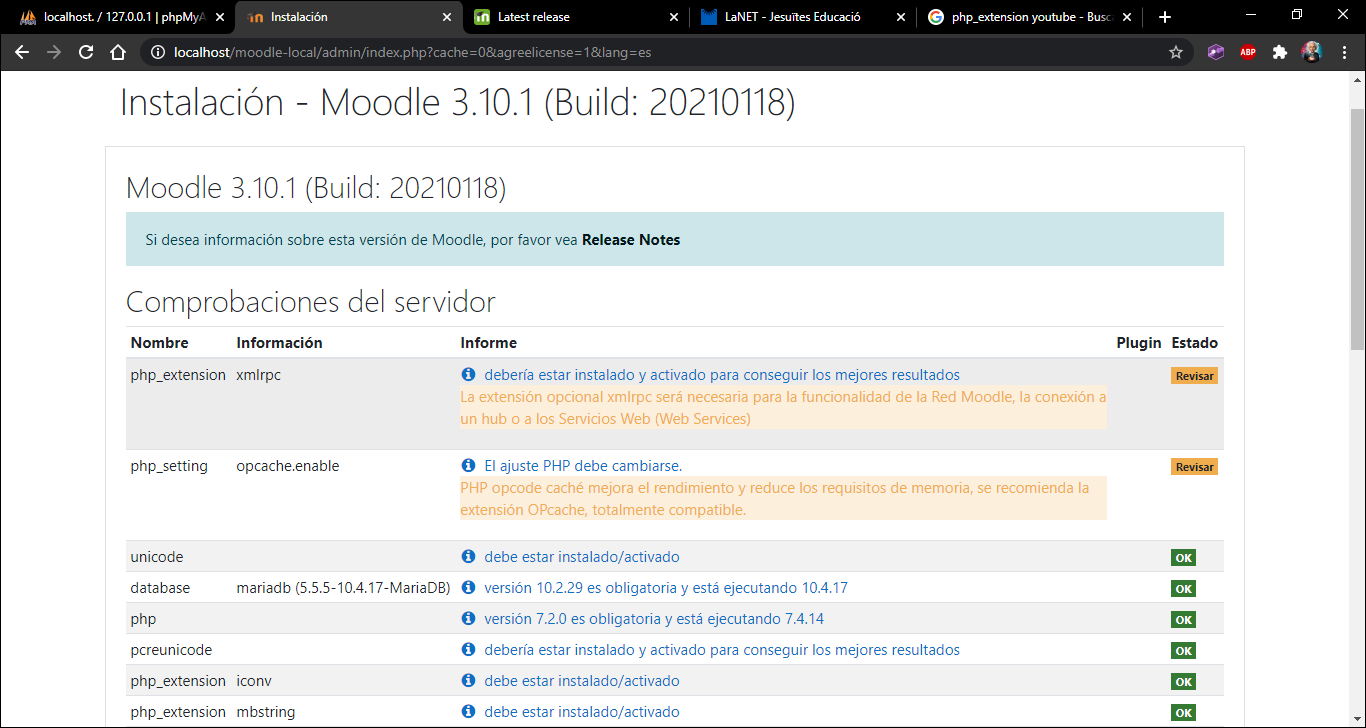 localhost. / 127.0.0.1 | phpMyA
Instalación
Latest release
LaNET - Jesuïtes Educació
php_extension youtube - Busc
localhost/moodle-local/admin/index.php?cache=0&agreelicense=1&lang=es
ABP
Instalación - Moodle 3.10.1 (Build: 20210118)
Moodle 3.10.1 (Build: 20210118)
Si desea información sobre esta versión de Moodle, por favor vea Release Notes
Comprobaciones del servidor
Nombre Información Informe Plugin Estado
php_extension xmlrpc debería estar instalado y activado para conseguir los mejores resultados Revisar
La extensión opcional xmlrpc será necesaria para la funcionalidad de la Red Moodle, la conexión a
un hub o a los Servicios Web (Web Services)
php_setting opcache.enable El ajuste PHP debe cambiarse. Revisar
PHP opcode caché mejora el rendimiento y reduce los requisitos de memoria, se recomienda la
extensión OPcache, totalmente compatible.
unicode debe estar instalado/activado OK
database mariadb (5.5.5-10.4.17-MariaDB) versión 10.2.29 es obligatoria y está ejecutando 10.4.17 OK
php versión 7.2.0 es obligatoria y está ejecutando 7.4.14 OK
pcreunicode debería estar instalado y activado para conseguir los mejores resultados OK
php_extension iconv debe estar instalado/activado OK
php_extension mbstring debe estar instalado/activado OK